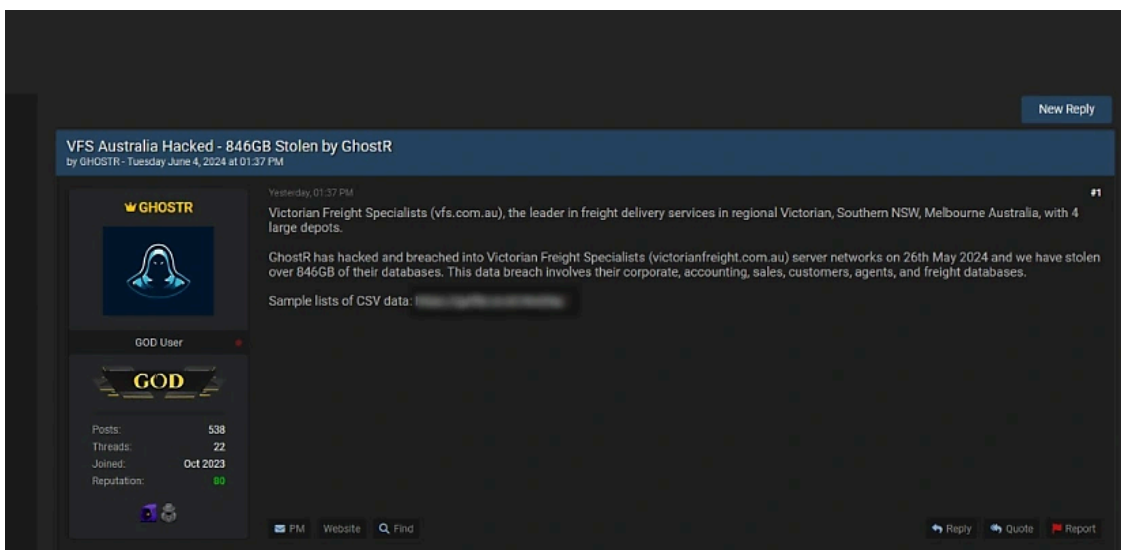 New Reply
VFS Australia Hacked - 846GB Stolen by GhostR
by GHOSTR - Tuesday June 4, 2024 at 01:37 PM
GHOSTR
GOD User
GOD
Posts: 538
Threads: 22
Joined: Oct 2023
Reputation: 80
Yesterday, 01:37 PM #1
Victorian Freight Specialists (vfs.com.au), the leader in freight delivery services in regional Victorian, Southern NSW, Melbourne Australia, with 4
large depots.
GhostR has hacked and breached into Victorian Freight Specialists (victorianfreight.com.au) server networks on 26th May 2024 and we have stolen
over 846GB of their databases. This data breach involves their corporate, accounting, sales, customers, agents, and freight databases.
Sample lists of CSV data:
PM Website Find Reply Quote Report